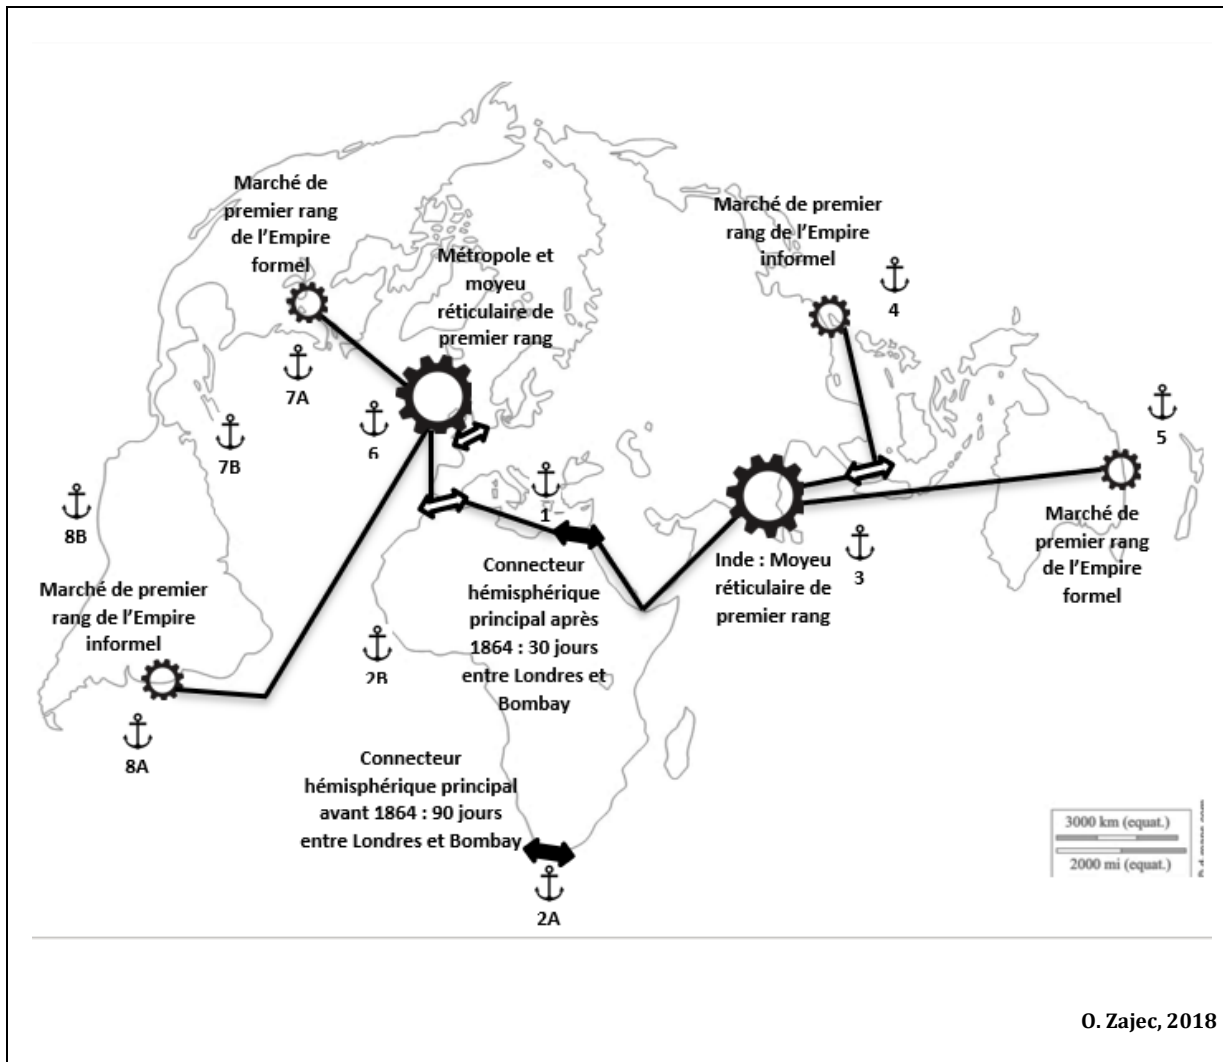 Marché de
premier rang
de l'Empire
formel
Métropole et
moyeu
réticulaire de
premier rang
Marché de premier
rang de l'Empire
informel
4
7A
6
7B
5
1
8B
3
Marché de
premier rang
de l'Empire
formel
Inde : Moyeu
réticulaire de
premier rang
Connecteur
hémisphérique
principal après
1864 : 30 jours
entre Londres et
Bombay
Marché de premier
rang de l'Empire
informel
2B
8A
Connecteur
hémisphérique principal
avant 1864 : 90 jours
entre Londres et Bombay
2A
3000 km (equat.)
2000 mi (equat.)
O. Zajec, 2018